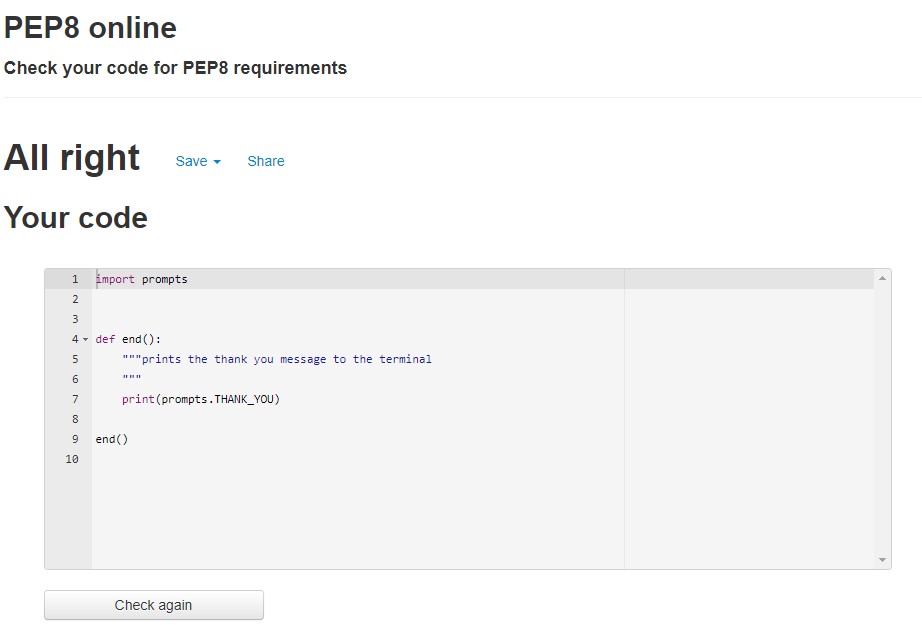 PEP8 online
Check your code for PEP8 requirements
All right Save Share
Your code
1 import prompts
2
3
4 def end():
5     """prints the thank you message to the terminal
6     """
7     print(prompts.THANK_YOU)
8
9 end()
10
Check again